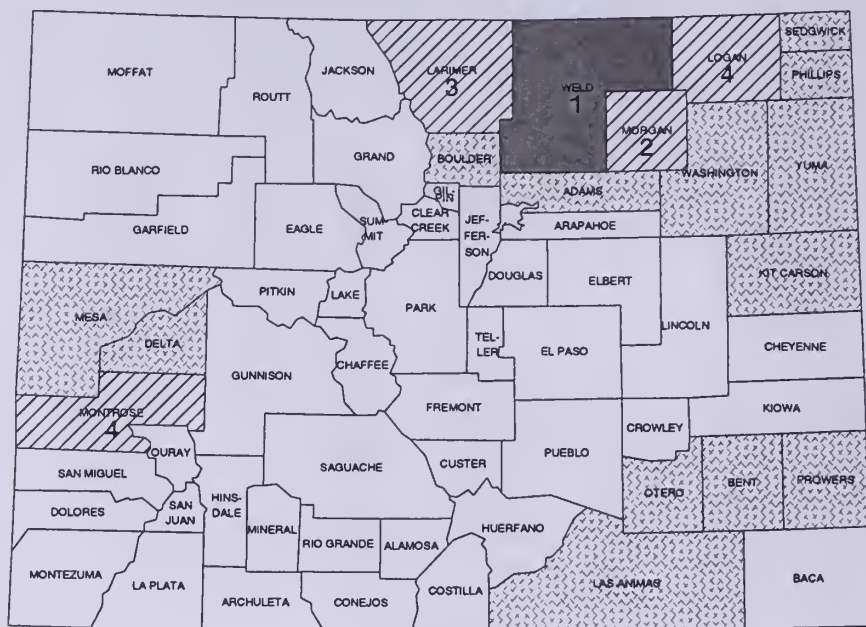 MOFFAT
JACKSON
LARIMER
3
WELD
1
LOGAN
4
SEDGWICK
PHILLIPS
ROUTT
MORGAN
2
GRAND
BOULDER
WASHINGTON
YUMA
RIO BLANCO
ADAMS
GIL-
PIN
CLEAR
CREEK
JEF-
FER-
SON
ARAPAHOE
GARFIELD
EAGLE
SUM-
MIT
DOUGLAS
ELBERT
KIT CARSON
PITKIN
LAKE
PARK
LINCOLN
MESA
DELTA
TEL-
LER
EL PASO
CHEYENNE
GUNNISON
CHAFFEE
MONTROSE
4
FREMONT
KIOWA
CROWLEY
OURAY
SAGUACHE
CUSTER
PUEBLO
SAN MIGUEL
OTERO
BENT
PROWERS
DOLORES
SAN
JUAN
HINS-
DALE
MINERAL
RIO GRANDE
ALAMOSA
HUERFANO
MONTEZUMA
LA PLATA
ARCHULETA
CONEJOS
COSTILLA
LAS ANIMAS
BACA